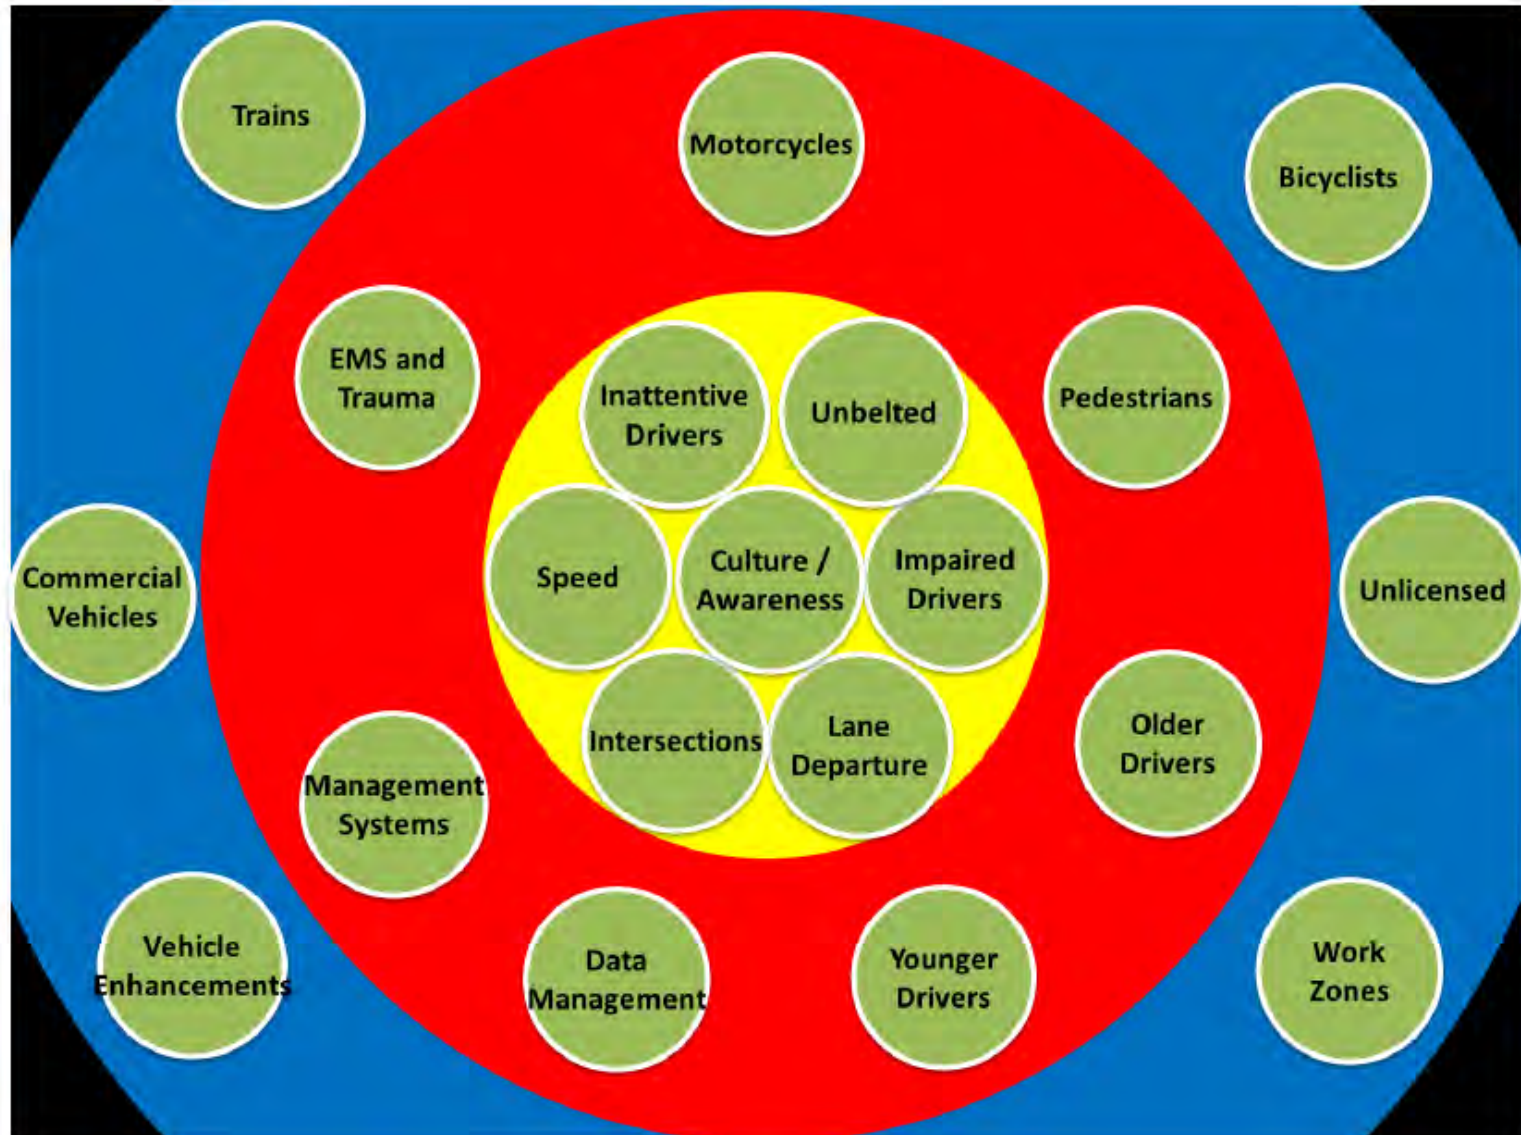 Trains
Motorcycles
Bicyclists
EMS and
Trauma
Inattentive
Drivers
Unbelted
Pedestrians
Commercial
Vehicles
Speed
Culture /
Awareness
Impaired
Drivers
Unlicensed
Intersections
Lane
Departure
Older
Drivers
Management
Systems
Vehicle
Enhancements
Data
Management
Younger
Drivers
Work
Zones